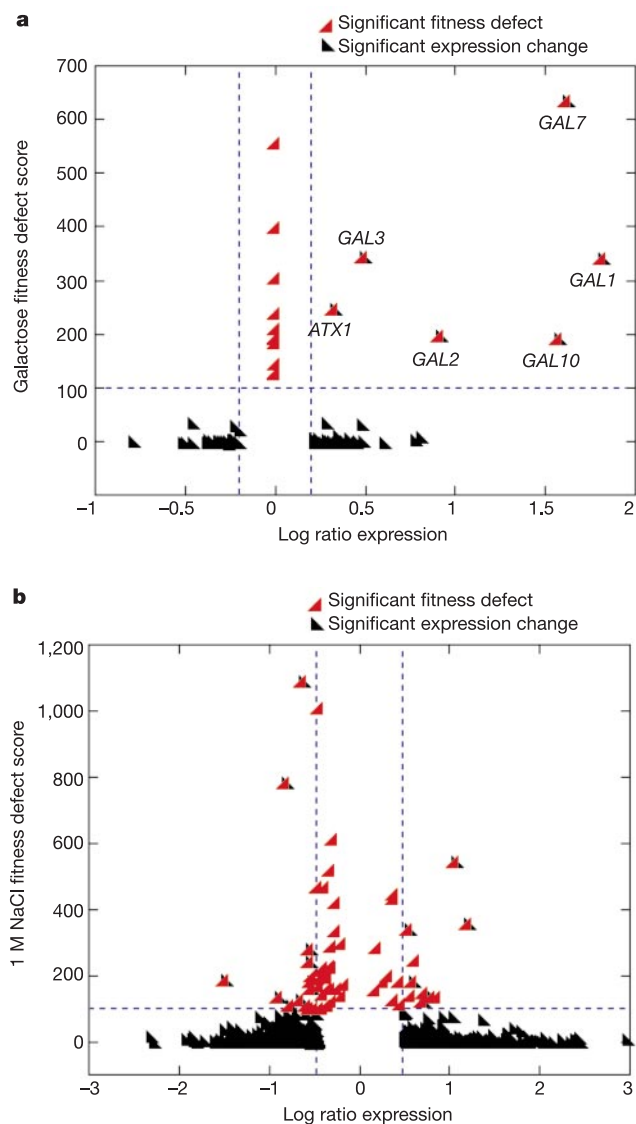 a
Significant fitness defect
Significant expression change
Galactose fitness defect score
700
600
500
400
300
200
100
0
GAL7
GAL3
GAL1
ATX1
GAL2
GAL10
−1
−0.5
0
0.5
1
1.5
2
Log ratio expression
b
Significant fitness defect
Significant expression change
1 M NaCl fitness defect score
1,200
1,000
800
600
400
200
0
−3
−2
−1
0
1
2
3
Log ratio expression